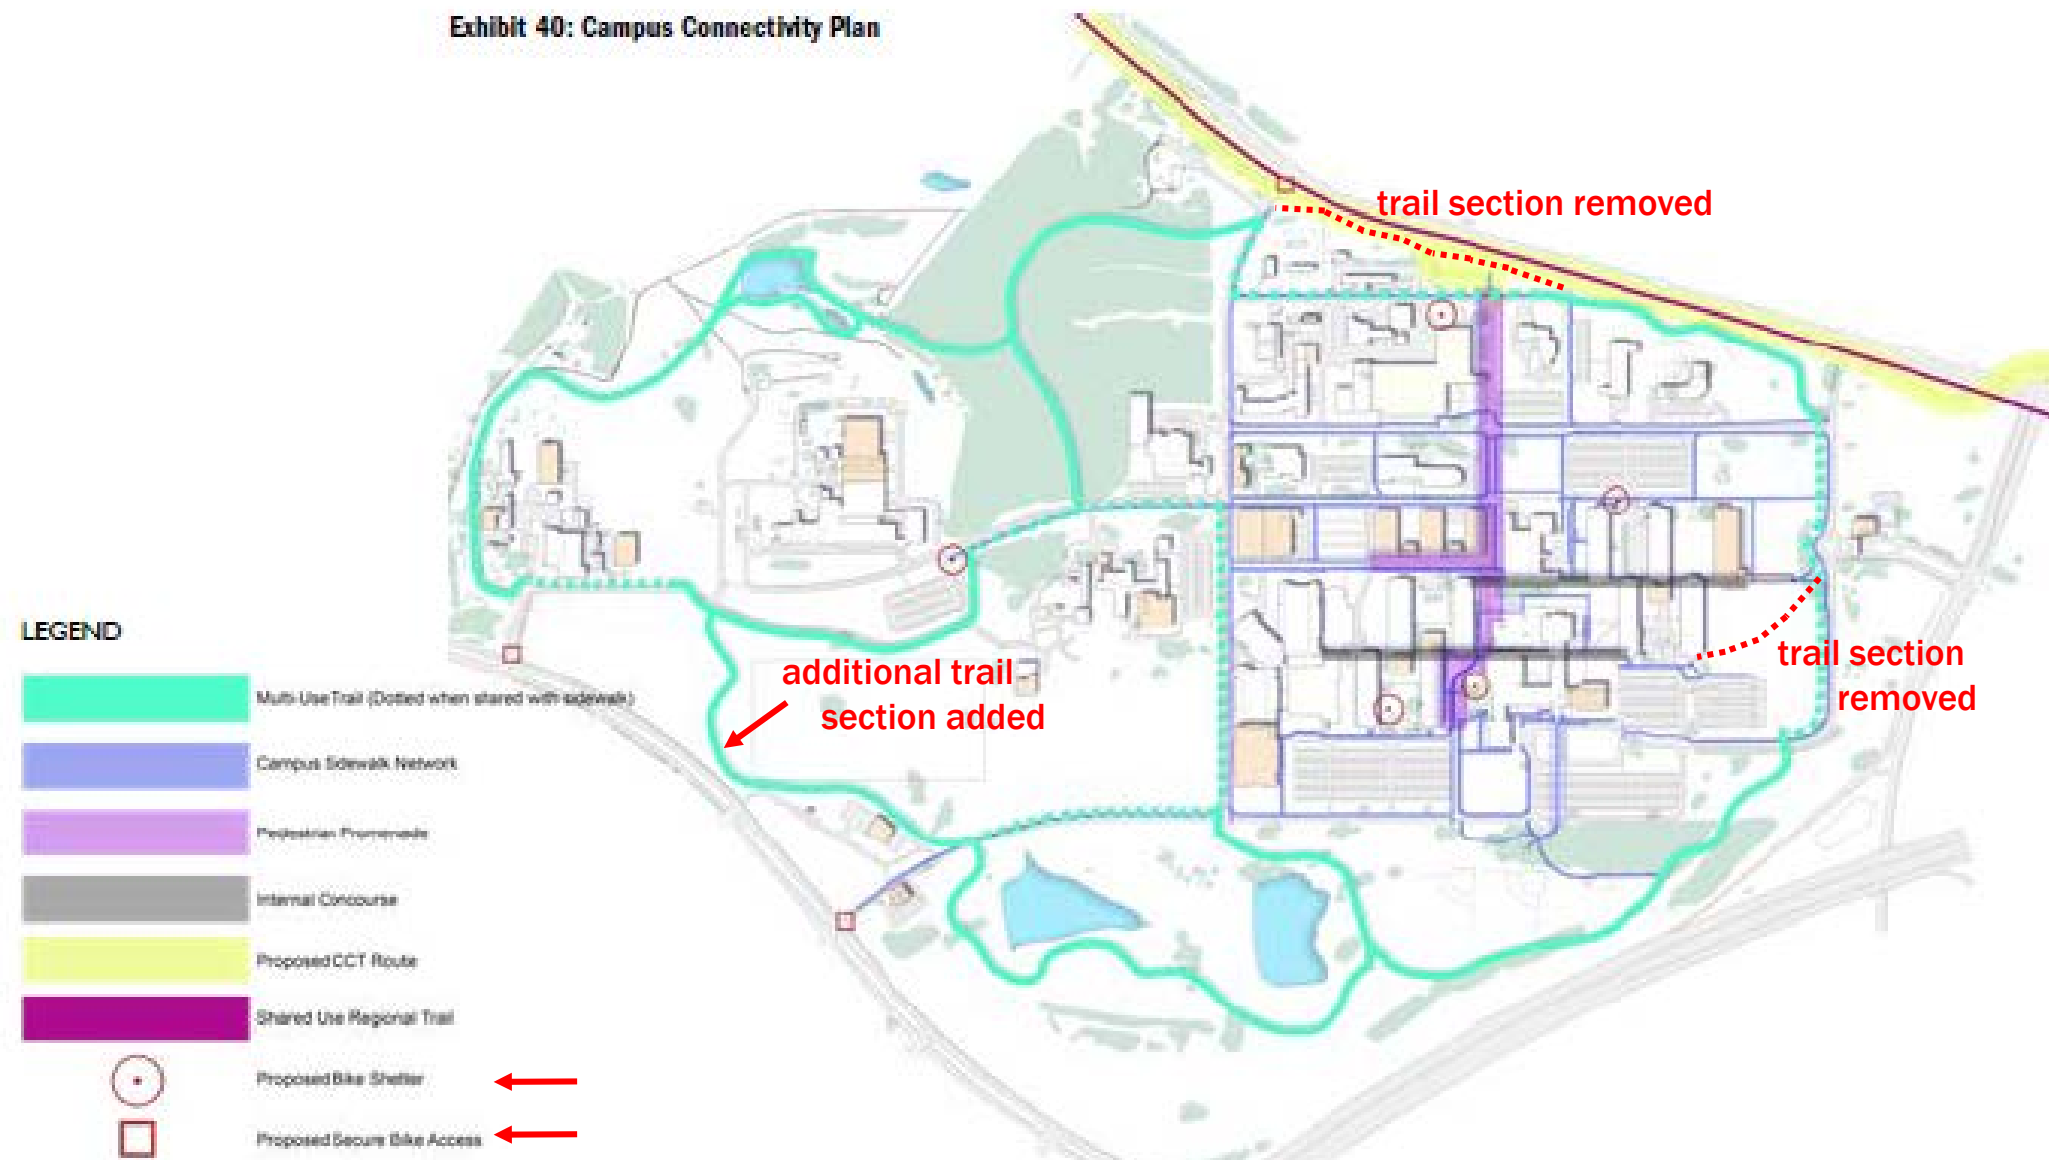 Exhibit 40: Campus Connectivity Plan
trail section removed
additional trail
section added
trail section
removed
LEGEND
Multi-Use Trail (Dotted when shared with sidewalk)
Campus Sidewalk Network
Pedestrian Promenade
Internal Concourse
Proposed CCT Route
Shared Use Regional Trail
Proposed Bike Shelter
Proposed Secure Bike Access